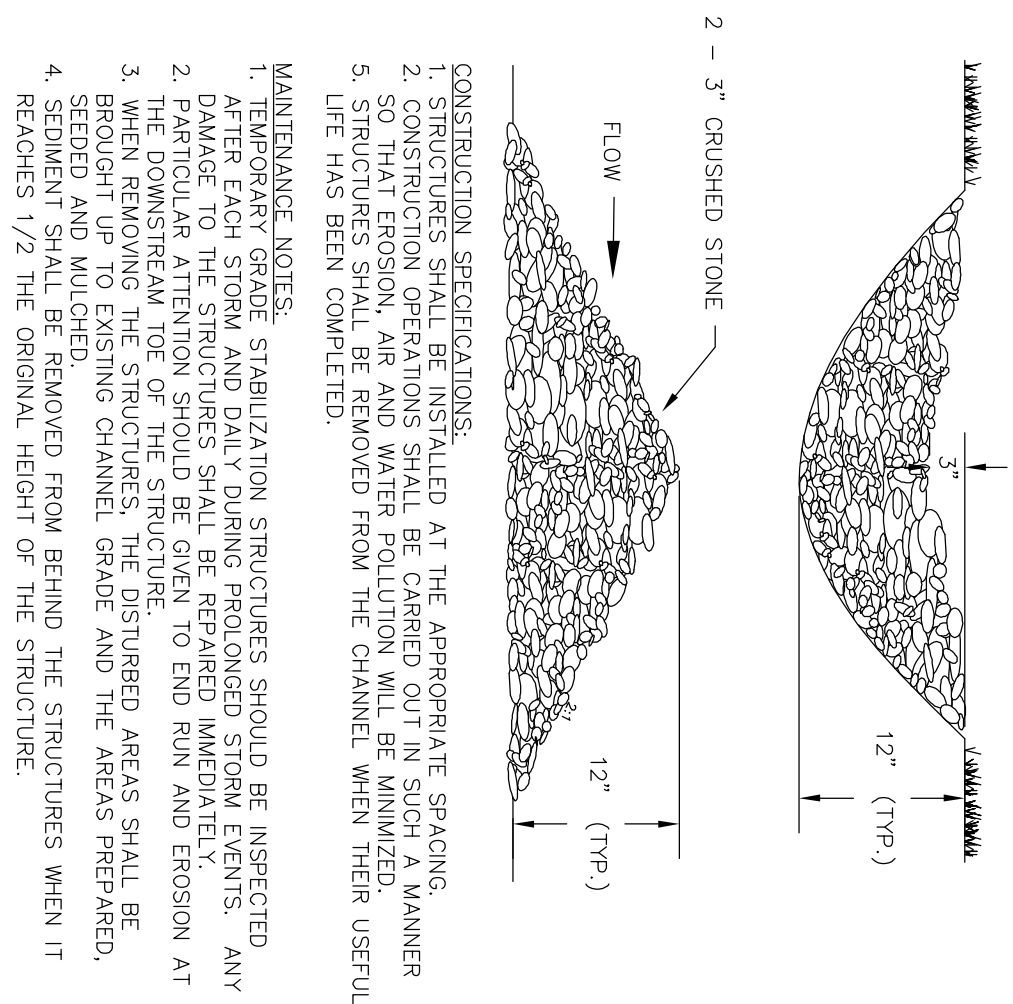 3"
12" (TYP.)
2 - 3" CRUSHED STONE
FLOW
2:1
12" (TYP.)
CONSTRUCTION SPECIFICATIONS:
1. STRUCTURES SHALL BE INSTALLED AT THE APPROPRIATE SPACING.
2. CONSTRUCTION OPERATIONS SHALL BE CARRIED OUT IN SUCH A MANNER
SO THAT EROSION, AIR AND WATER POLLUTION WILL BE MINIMIZED.
5. STRUCTURES SHALL BE REMOVED FROM THE CHANNEL WHEN THEIR USEFUL
LIFE HAS BEEN COMPLETED.
MAINTENANCE NOTES:
1. TEMPORARY GRADE STABILIZATION STRUCTURES SHOULD BE INSPECTED
AFTER EACH STORM AND DAILY DURING PROLONGED STORM EVENTS. ANY
DAMAGE TO THE STRUCTURES SHALL BE REPAIRED IMMEDIATELY.
2. PARTICULAR ATTENTION SHOULD BE GIVEN TO END RUN AND EROSION AT
THE DOWNSTREAM TOE OF THE STRUCTURE.
3. WHEN REMOVING THE STRUCTURES, THE DISTURBED AREAS SHALL BE
BROUGHT UP TO EXISTING CHANNEL GRADE AND THE AREAS PREPARED,
SEEDED AND MULCHED.
4. SEDIMENT SHALL BE REMOVED FROM BEHIND THE STRUCTURES WHEN IT
REACHES 1/2 THE ORIGINAL HEIGHT OF THE STRUCTURE.